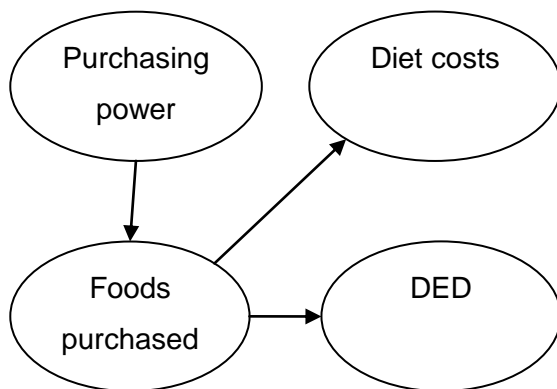 Purchasing
power
Diet costs
Foods
purchased
DED